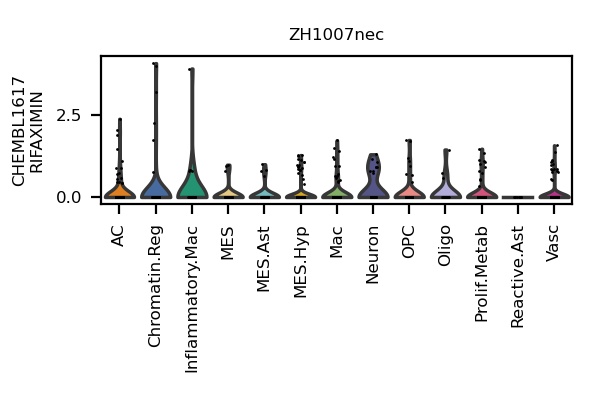 ZH1007nec
CHEMBL1617
RIFAXIMIN
2.5
0.0
AC
Chromatin.Reg
Inflammatory.Mac
MES
MES.Ast
MES.Hyp
Mac
Neuron
OPC
Oligo
Prolif.Metab
Reactive.Ast
Vasc